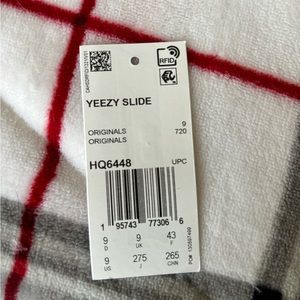 RFID
YEEZY SLIDE
ORIGINALS 9
ORIGINALS 720
HQ6448 UPC
1 95743 77306 6
9 9 43
D UK F
9 275 265
US J CHN